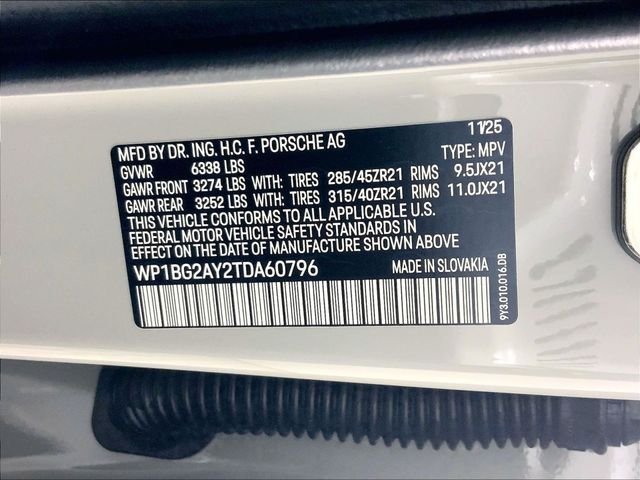 11/25
MFD BY DR. ING. H.C. F. PORSCHE AG
GVWR 6338 LBS TYPE: MPV
GAWR FRONT 3274 LBS WITH: TIRES 285/45ZR21 RIMS 9.5JX21
GAWR REAR 3252 LBS WITH: TIRES 315/40ZR21 RIMS 11.0JX21
THIS VEHICLE CONFORMS TO ALL APPLICABLE U.S.
FEDERAL MOTOR VEHICLE SAFETY STANDARDS IN
EFFECT ON THE DATE OF MANUFACTURE SHOWN ABOVE
WP1BG2AY2TDA60796 MADE IN SLOVAKIA
9Y3.010.016.DB